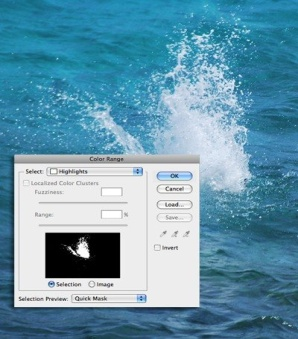 Color Range
Select: Highlights
Localized Color Clusters
Fuzziness:
Range: %
Selection Image
Selection Preview: Quick Mask
OK
Cancel
Load...
Save...
Invert